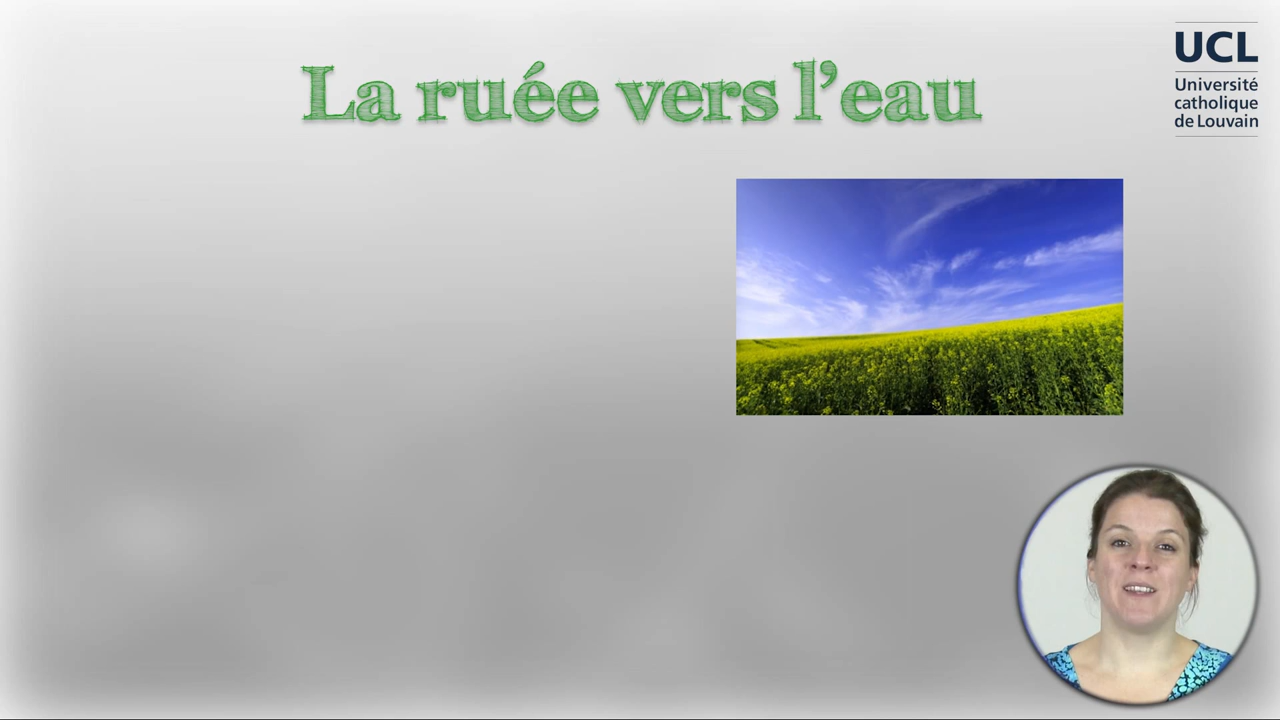 La ruée vers l'eau
UCL
Université
catholique
de Louvain